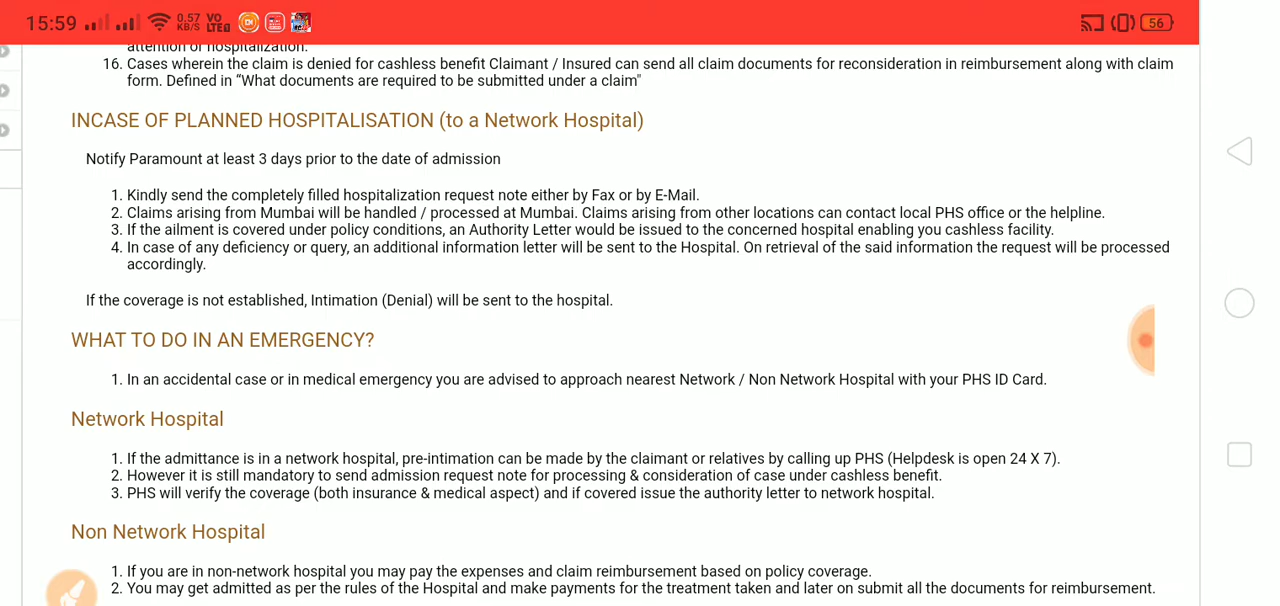 15:59 0.57 KB/S VO LTE 56
attention or hospitalization.
16. Cases wherein the claim is denied for cashless benefit Claimant / Insured can send all claim documents for reconsideration in reimbursement along with claim
form. Defined in “What documents are required to be submitted under a claim"
INCASE OF PLANNED HOSPITALISATION (to a Network Hospital)
Notify Paramount at least 3 days prior to the date of admission
1. Kindly send the completely filled hospitalization request note either by Fax or by E-Mail.
2. Claims arising from Mumbai will be handled / processed at Mumbai. Claims arising from other locations can contact local PHS office or the helpline.
3. If the ailment is covered under policy conditions, an Authority Letter would be issued to the concerned hospital enabling you cashless facility.
4. In case of any deficiency or query, an additional information letter will be sent to the Hospital. On retrieval of the said information the request will be processed
accordingly.
If the coverage is not established, Intimation (Denial) will be sent to the hospital.
WHAT TO DO IN AN EMERGENCY?
1. In an accidental case or in medical emergency you are advised to approach nearest Network / Non Network Hospital with your PHS ID Card.
Network Hospital
1. If the admittance is in a network hospital, pre-intimation can be made by the claimant or relatives by calling up PHS (Helpdesk is open 24 X 7).
2. However it is still mandatory to send admission request note for processing & consideration of case under cashless benefit.
3. PHS will verify the coverage (both insurance & medical aspect) and if covered issue the authority letter to network hospital.
Non Network Hospital
1. If you are in non-network hospital you may pay the expenses and claim reimbursement based on policy coverage.
2. You may get admitted as per the rules of the Hospital and make payments for the treatment taken and later on submit all the documents for reimbursement.